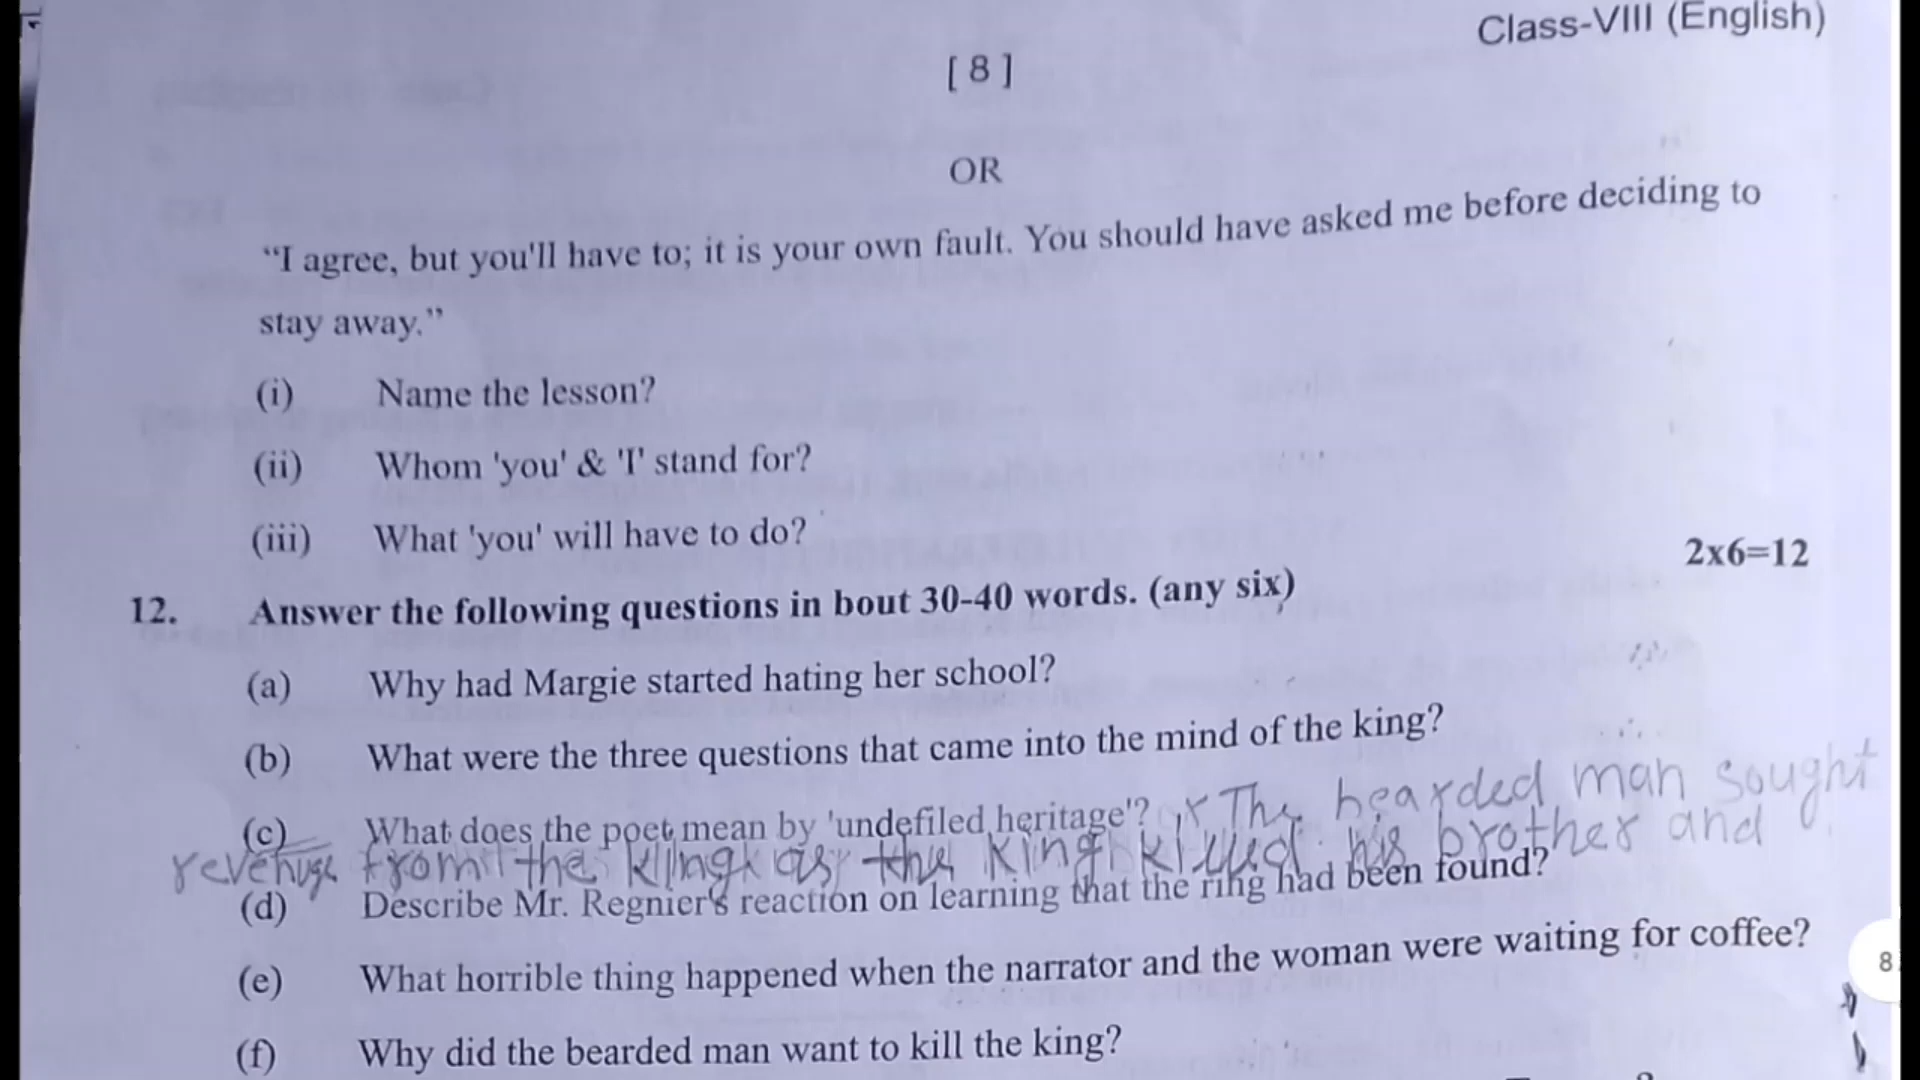 Class-VIII (English)
[ 8 ]
OR
“I agree, but you'll have to; it is your own fault. You should have asked me before deciding to
stay away.”
(i) Name the lesson?
(ii) Whom 'you' & 'I' stand for?
(iii) What 'you' will have to do?
2x6=12
12. Answer the following questions in bout 30-40 words. (any six)
(a) Why had Margie started hating her school?
(b) What were the three questions that came into the mind of the king?
(c) What does the poet mean by 'undefiled heritage'?
The bearded man sought
revenge from the king as the king killed his brother and
(d) Describe Mr. Regnier's reaction on learning that the ring had been found?
(e) What horrible thing happened when the narrator and the woman were waiting for coffee?
8
(f) Why did the bearded man want to kill the king?